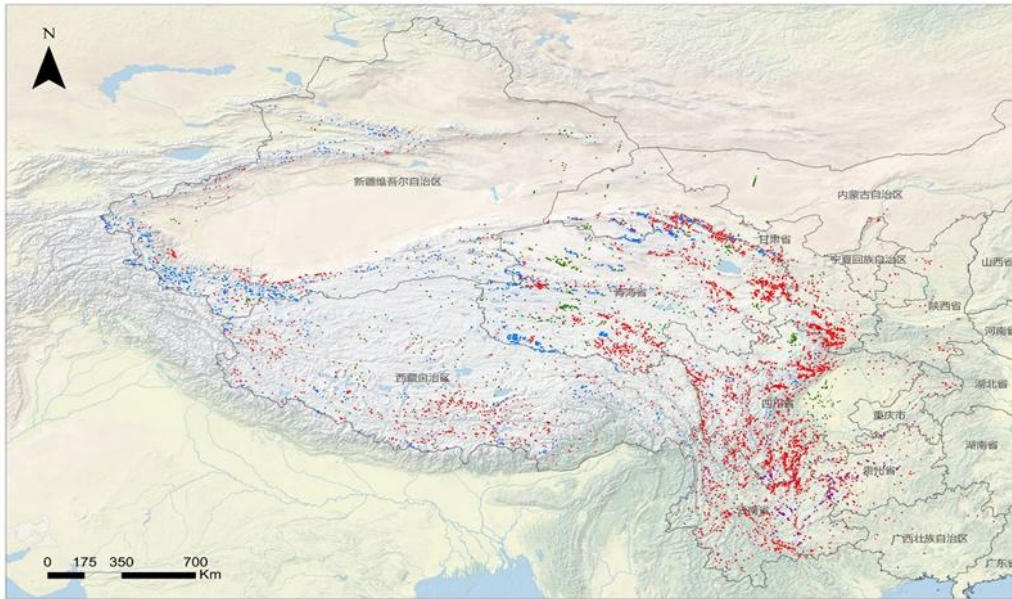 N
新疆维吾尔自治区
内蒙古自治区
甘肃省
宁夏回族自治区
山西省
青海省
陕西省
河南省
西藏自治区
四川省
湖北省
重庆市
湖南省
贵州省
云南省
广西壮族自治区
广东省
0 175 350 700
Km